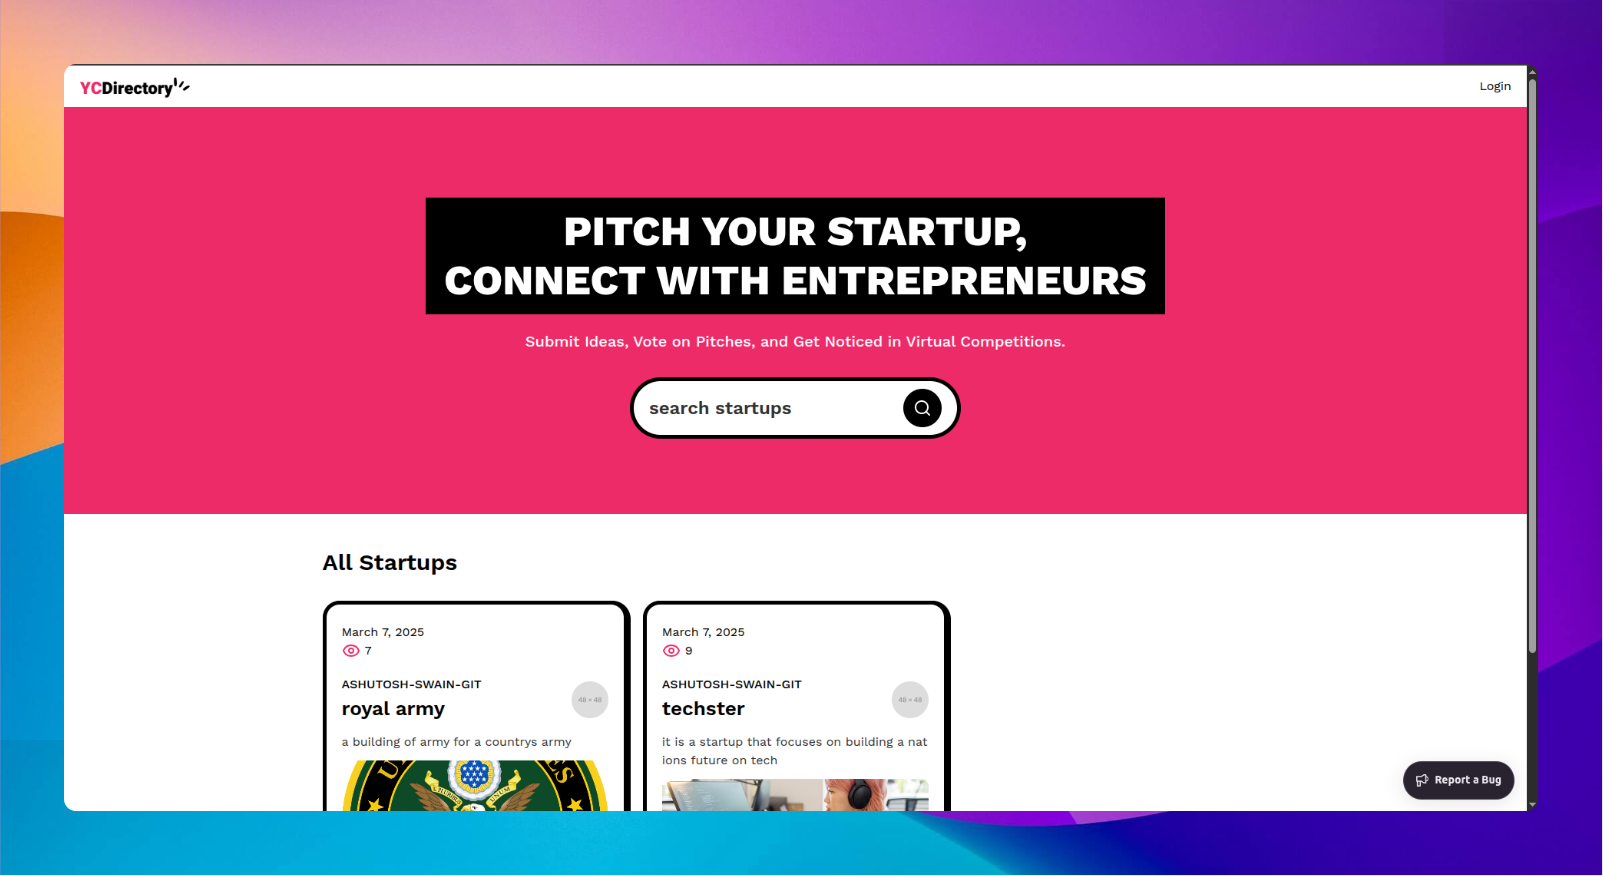 YCDirectory
Login
PITCH YOUR STARTUP,
CONNECT WITH ENTREPRENEURS
Submit Ideas, Vote on Pitches, and Get Noticed in Virtual Competitions.
search startups
All Startups
March 7, 2025
7
ASHUTOSH-SWAIN-GIT
royal army
48 × 48
a building of army for a countrys army
March 7, 2025
9
ASHUTOSH-SWAIN-GIT
techster
48 × 48
it is a startup that focuses on building a nat
ions future on tech
Report a Bug